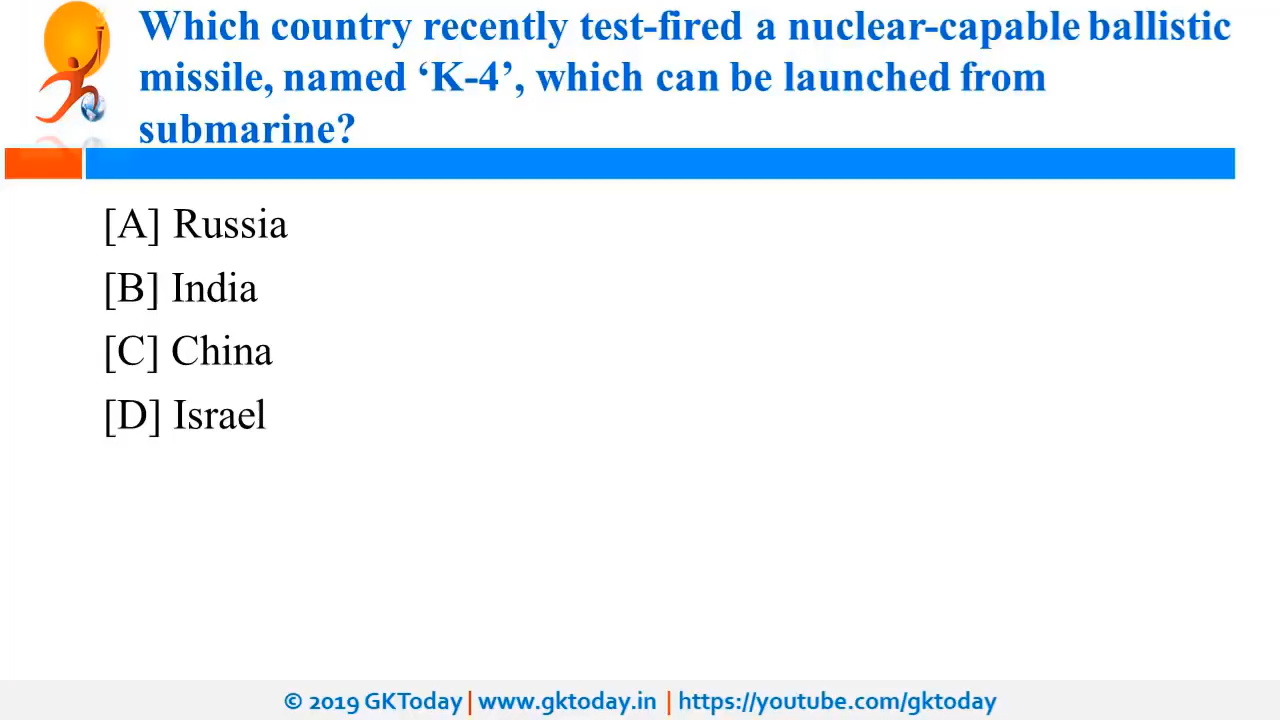 Which country recently test-fired a nuclear-capable ballistic
missile, named ‘K-4’, which can be launched from
submarine?
[A] Russia
[B] India
[C] China
[D] Israel
© 2019 GKToday | www.gktoday.in | https://youtube.com/gktoday